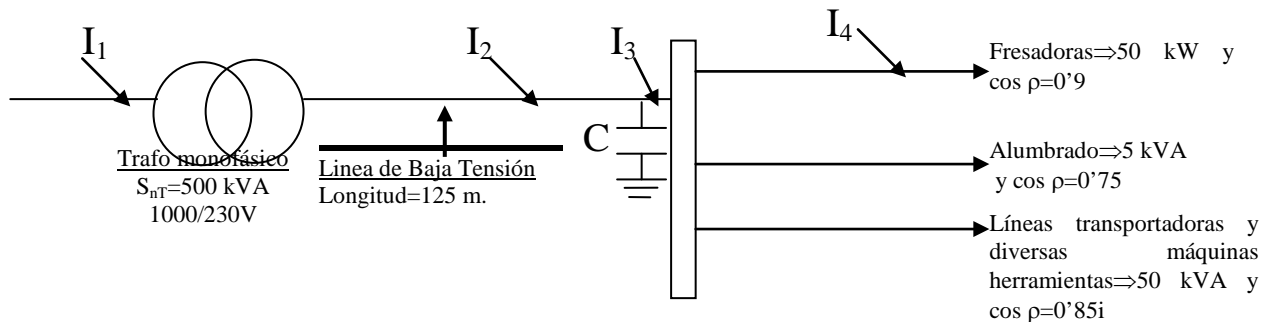 I1
I2
I3
I4
Fresadoras⇒50 kW y
cos ρ=0'9
C
Trafo monofásico
SnT=500 kVA
1000/230V
Linea de Baja Tensión
Longitud=125 m.
Alumbrado⇒5 kVA
y cos ρ=0'75
Líneas transportadoras y
diversas máquinas
herramientas⇒50 kVA y
cos ρ=0'85i